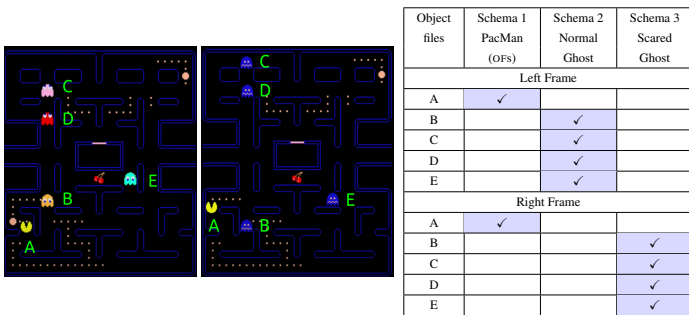 C
D
B
E
A
C
D
E
A
B
Object Schema 1 Schema 2 Schema 3
files PacMan Normal Scared
(OFs) Ghost Ghost
Left Frame
A ✓
B ✓
C ✓
D ✓
E ✓
Right Frame
A ✓
B ✓
C ✓
D ✓
E ✓